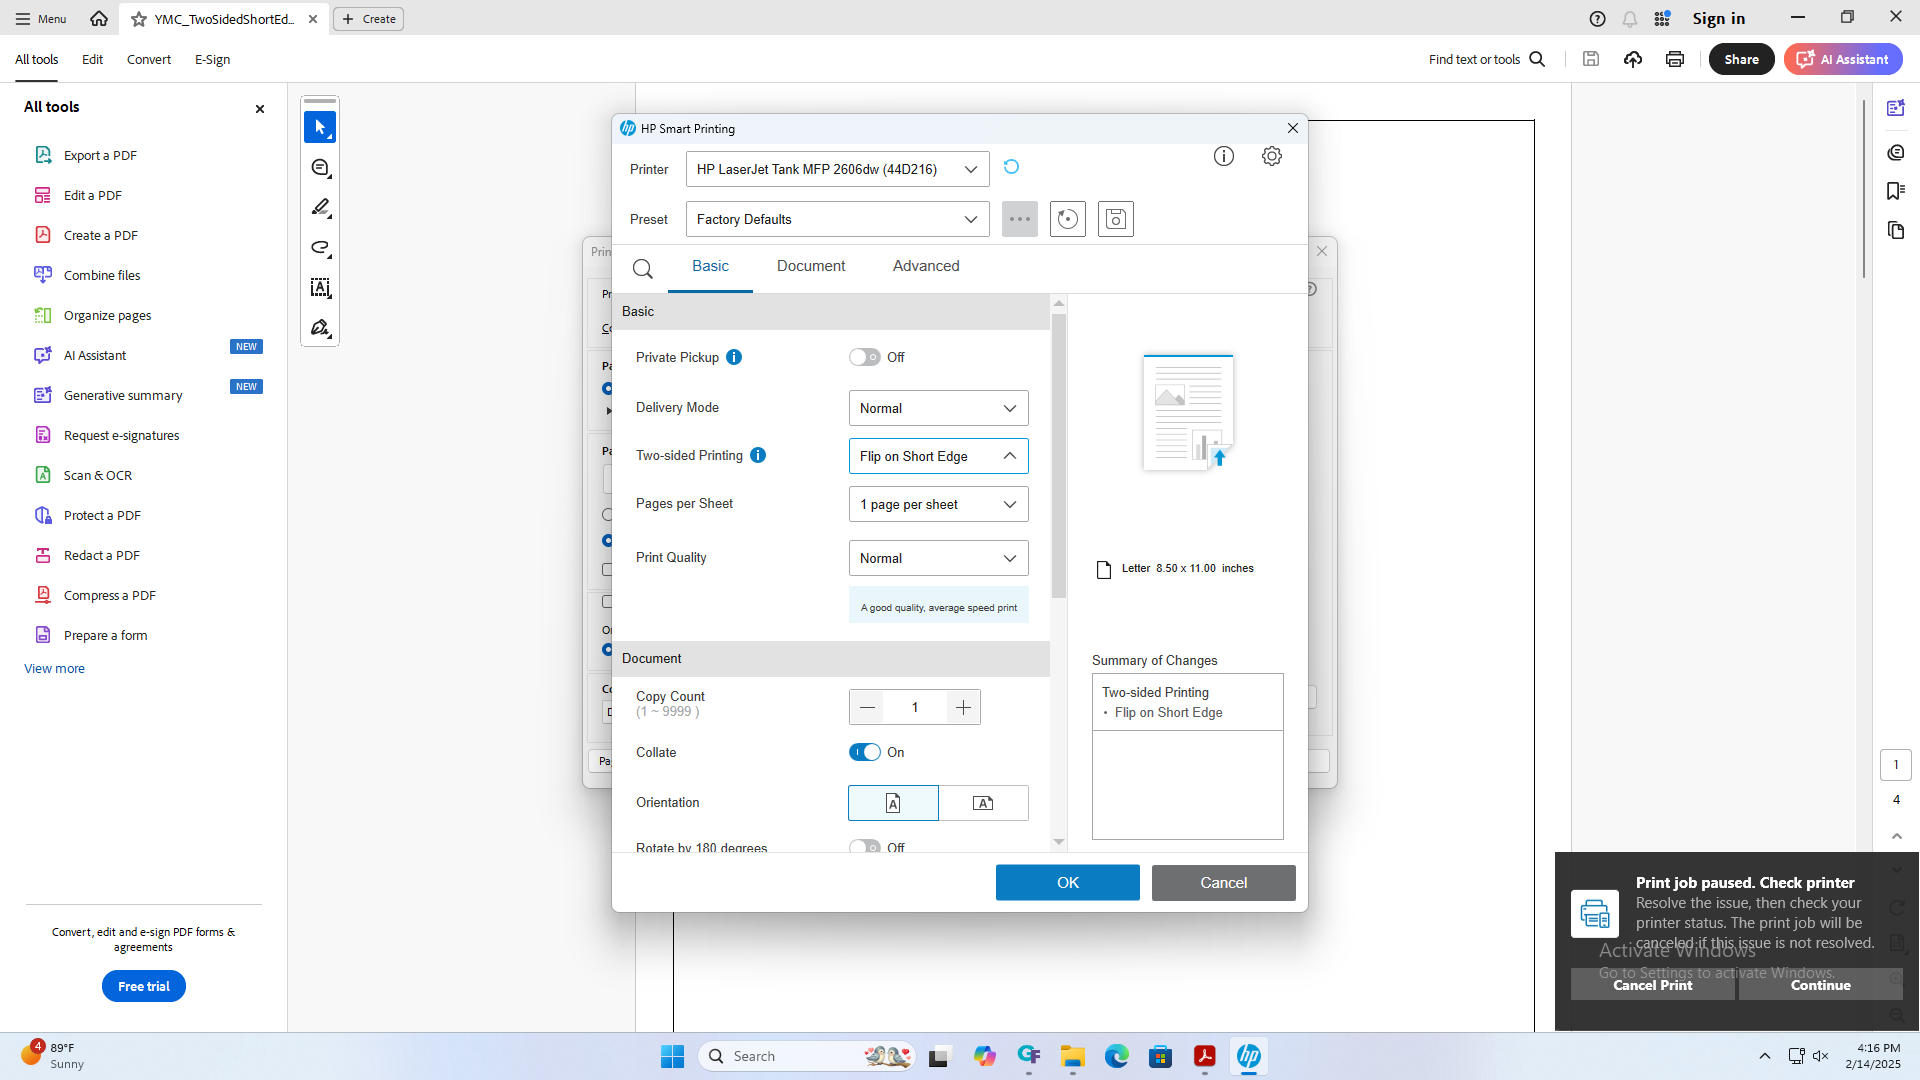 Menu
YMC_TwoSidedShortEd...
Create
Sign in
All tools
Edit
Convert
E-Sign
Find text or tools
Share
AI Assistant
All tools
Export a PDF
Edit a PDF
Create a PDF
Combine files
Organize pages
AI Assistant
NEW
Generative summary
NEW
Request e-signatures
Scan & OCR
Protect a PDF
Redact a PDF
Compress a PDF
Prepare a form
View more
Convert, edit and e-sign PDF forms &
agreements
Free trial
HP Smart Printing
Printer
HP LaserJet Tank MFP 2606dw (44D216)
Preset
Factory Defaults
Basic
Document
Advanced
Basic
Private Pickup
Off
Delivery Mode
Normal
Two-sided Printing
Flip on Short Edge
Pages per Sheet
1 page per sheet
Print Quality
Normal
A good quality, average speed print
Document
Copy Count
(1 ~ 9999 )
1
Collate
On
Orientation
Rotate by 180 degrees
Off
Letter 8.50 x 11.00 inches
Summary of Changes
Two-sided Printing
• Flip on Short Edge
OK
Cancel
1
4
Print job paused. Check printer
Resolve the issue, then check your
printer status. The print job will be
canceled if this issue is not resolved.
Activate Windows
Go to Settings to activate Windows.
Cancel Print
Continue
4
89°F
Sunny
Search
4:16 PM
2/14/2025